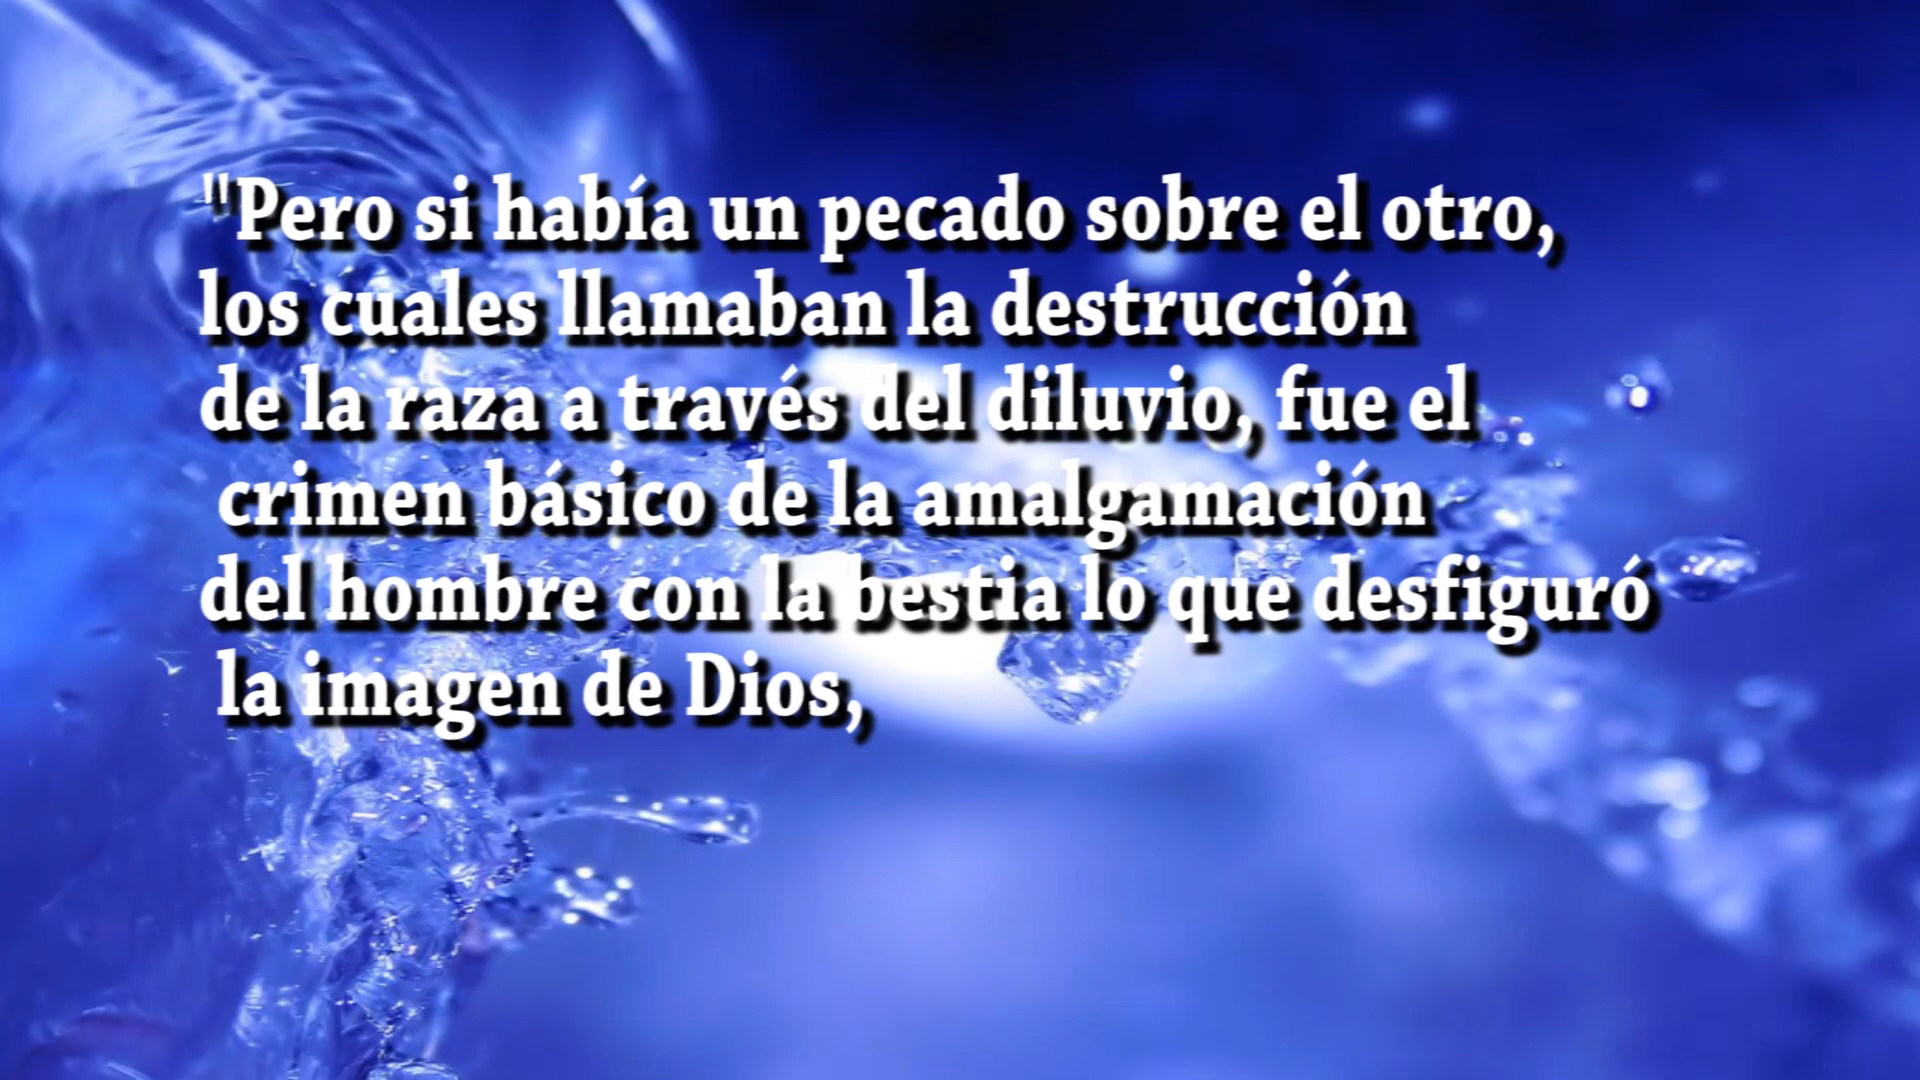 "Pero si había un pecado sobre el otro,
los cuales llamaban la destrucción
de la raza a través del diluvio, fue el
crimen básico de la amalgamación
del hombre con la bestia lo que desfiguró
la imagen de Dios,